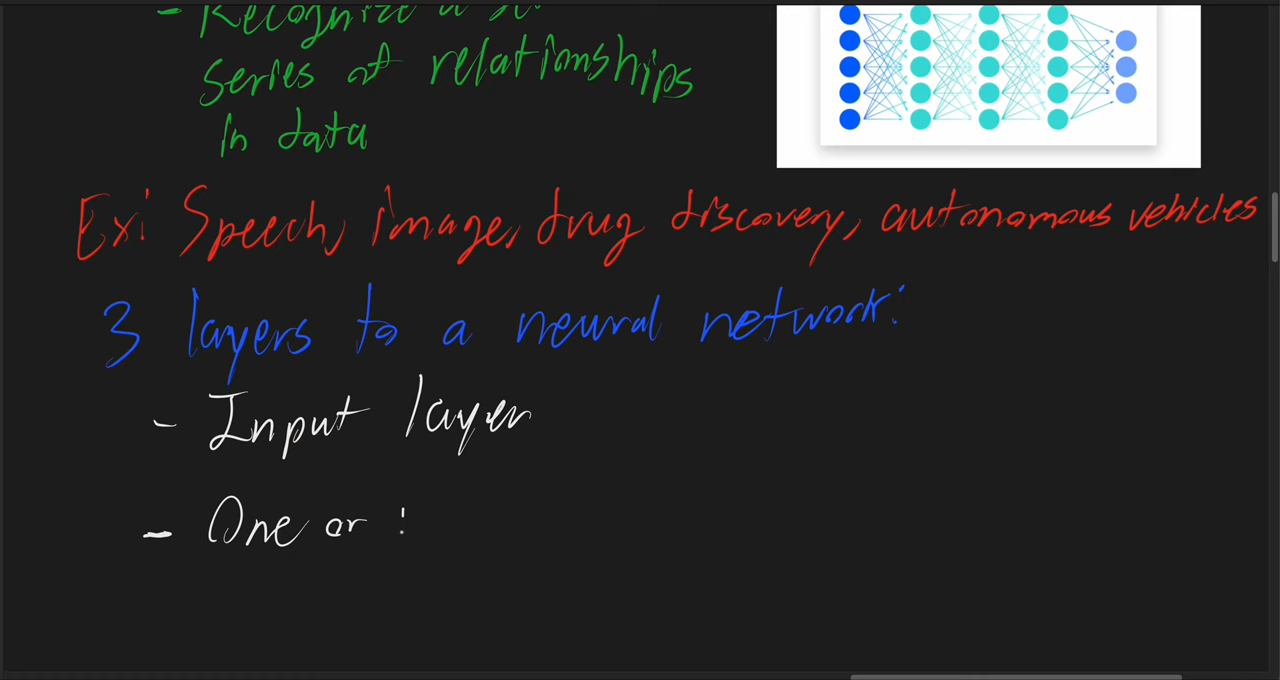 - Recognize a
series of relationships
in data
Ex: Speech, image, drug discovery, autonomous vehicles
3 layers to a neural network:
- Input layer
- One or